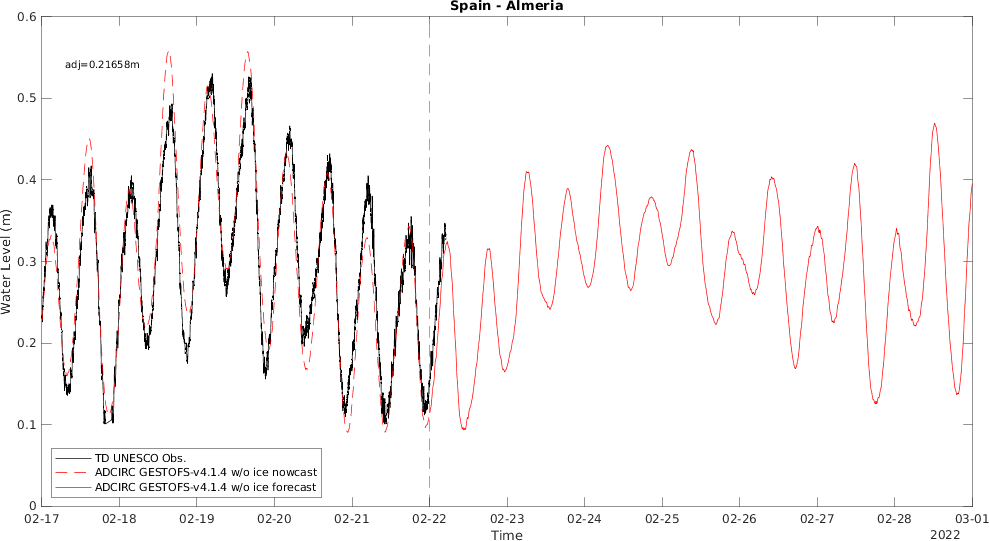 Spain - Almeria
adj=0.21658m
Water Level (m)
0.6
0.5
0.4
0.3
0.2
0.1
0
TD UNESCO Obs.
ADCIRC GESTOFS-v4.1.4 w/o ice nowcast
ADCIRC GESTOFS-v4.1.4 w/o ice forecast
02-17 02-18 02-19 02-20 02-21 02-22 02-23 02-24 02-25 02-26 02-27 02-28 03-01
Time
2022